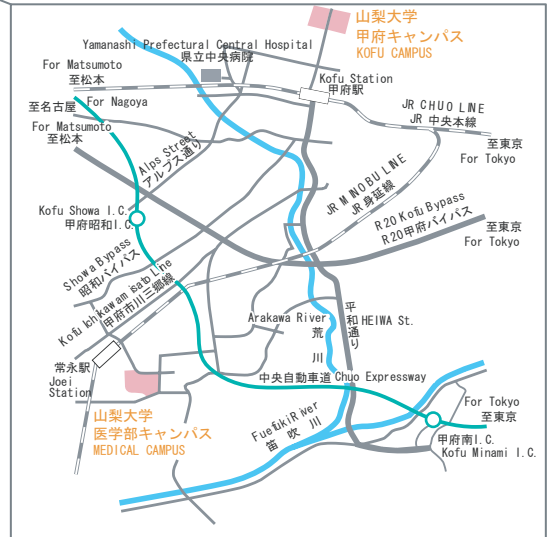 山梨大学
甲府キャンパス
KOFU CAMPUS
Yamanashi Prefectural Central Hospital
県立中央病院
For Matsumoto
至松本
Kofu Station
甲府駅
至名古屋
For Nagoya
JR CHUO LINE
JR 中央本線
For Matsumoto
至松本
至東京
For Tokyo
Alps Street
アルプス通り
JR MINOBU LINE
JR 身延線
Kofu Showa I.C.
甲府昭和I.C.
R20 Kofu Bypass
R20甲府バイパス
至東京
For Tokyo
Showa Bypass
昭和バイパス
Kofu Ichikawamisato Line
甲府市川三郷線
Arakawa River
荒川
平和通り
HEIWA St.
常永駅
Joei
Station
中央自動車道 Chuo Expressway
For Tokyo
至東京
山梨大学
医学部キャンパス
MEDICAL CAMPUS
Fuefuki River
笛吹川
甲府南I.C.
Kofu Minami I.C.